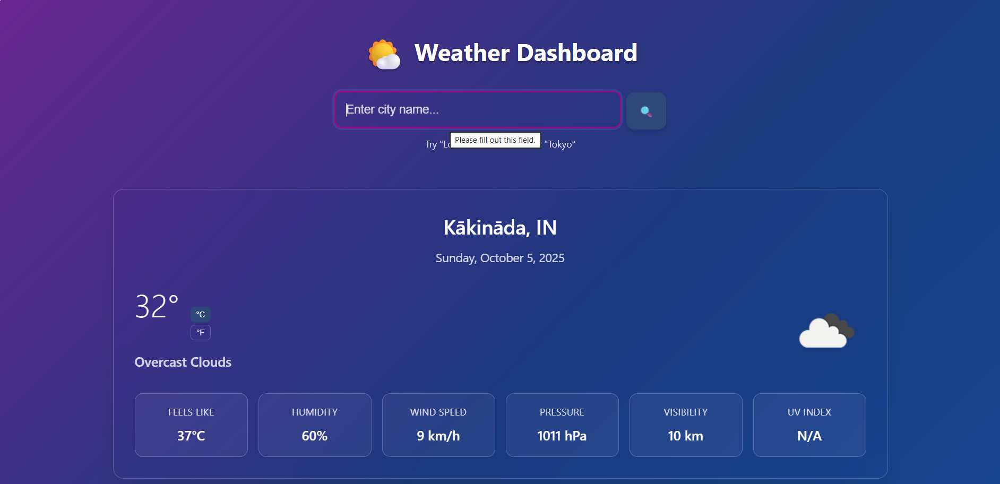 Weather Dashboard
Enter city name...
Please fill out this field.
Try "Lo "Tokyo"
Kākināda, IN
Sunday, October 5, 2025
32°
°C
°F
Overcast Clouds
FEELS LIKE HUMIDITY WIND SPEED PRESSURE VISIBILITY UV INDEX
37°C 60% 9 km/h 1011 hPa 10 km N/A